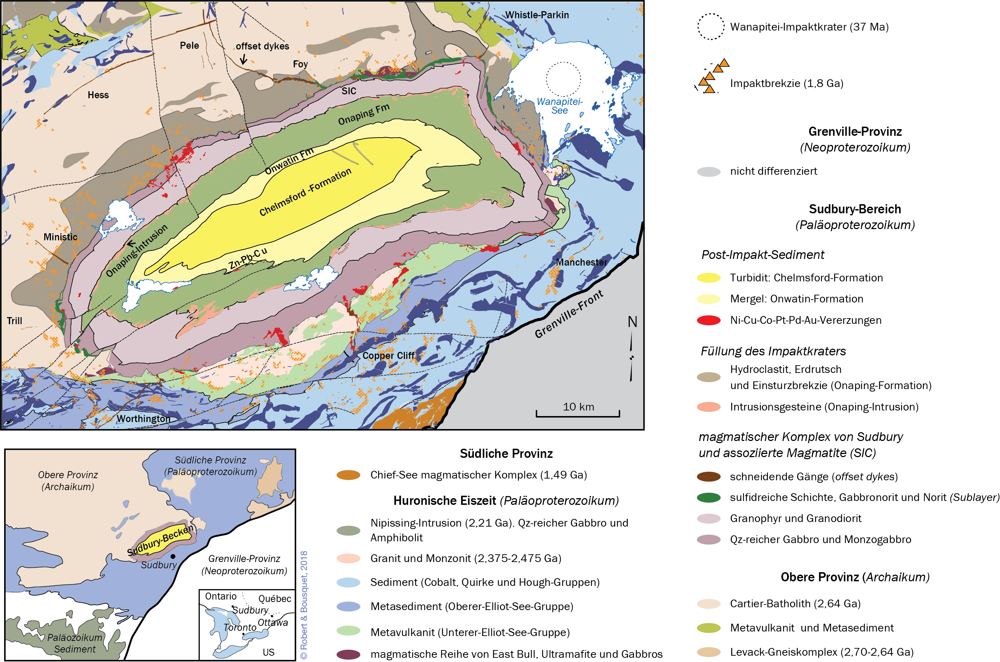 Whistle-Parkin
Pele
offset dykes
Foy
Hess
SIC
Wanapitei-
See
Onaping Fm
Onwatin Fm
Chelmsford -Formation
Ministic
Onaping-Intrusion
Zn-Pb-C u
Manchester
Trill
Grenville-Front
N
Copper Cliff
10 km
Worthington
Wanapitei-Impaktkrater (37 Ma)
Impaktbrekzie (1,8 Ga)
Grenville-Provinz
(Neoproterozoikum)
nicht differenziert
Sudbury-Bereich
(Paläoproterozoikum)
Post-Impakt-Sediment
Turbidit: Chelmsford-Formation
Mergel: Onwatin-Formation
Ni-Cu-Co-Pt-Pd-Au-Vererzungen
Füllung des Impaktkraters
Hydroclastit, Erdrutsch
und Einsturzbrekzie (Onaping-Formation)
Intrusionsgesteine (Onaping-Intrusion)
magmatischer Komplex von Sudbury
und assoziierte Magmatite (SIC)
schneidende Gänge (offset dykes)
sulfidreiche Schichte, Gabbronorit und Norit (Sublayer)
Granophyr und Granodiorit
Qz-reicher Gabbro und Monzogabbro
Obere Provinz (Archaikum)
Cartier-Batholith (2,64 Ga)
Metavulkanit  und Metasediment
Levack-Gneiskomplex (2,70-2,64 Ga)
Südliche Provinz
Chief-See magmatischer Komplex (1,49 Ga)
Huronische Eiszeit (Paläoproterozoikum)
Nipissing-Intrusion (2,21 Ga). Qz-reicher Gabbro und
Amphibolit
Granit und Monzonit (2,375-2,475 Ga)
Sediment (Cobalt, Quirke und Hough-Gruppen)
Metasediment (Oberer-Elliot-See-Gruppe)
Metavulkanit (Unterer-Elliot-See-Gruppe)
magmatische Reihe von East Bull, Ultramafite und Gabbros
Südliche Provinz
(Paläoproterozoikum)
Obere Provinz
(Archaikum)
Sudbury-Becken
Sudbury
Grenville-Provinz
(Neoproterozoikum)
Paläozoikum
Sediment
Ontario
Québec
Sudbury
Ottawa
Toronto
US
© Robert & Bousquet, 2018